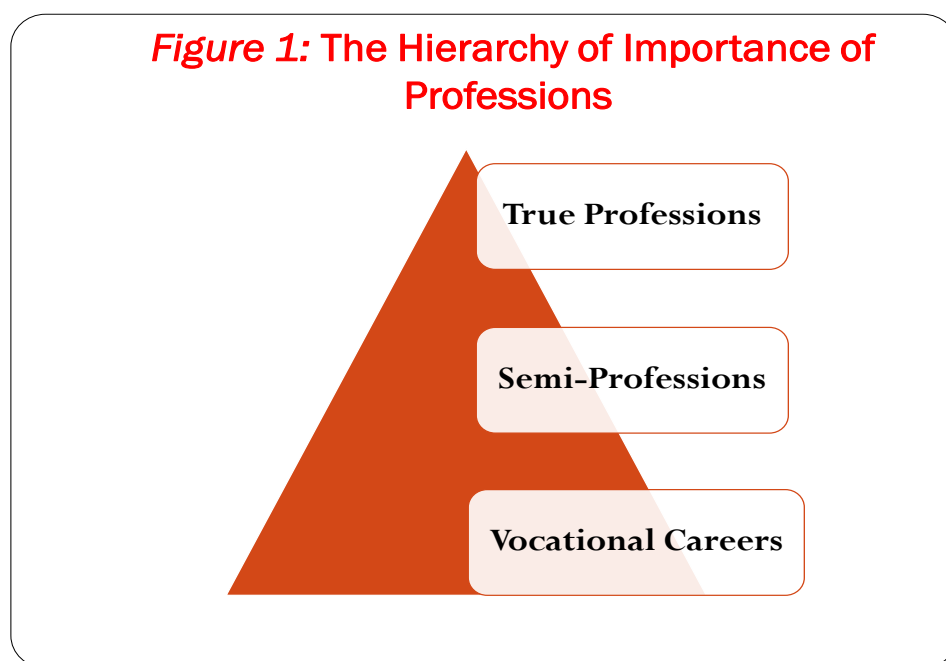 Figure 1: The Hierarchy of Importance of
Professions
True Professions
Semi-Professions
Vocational Careers